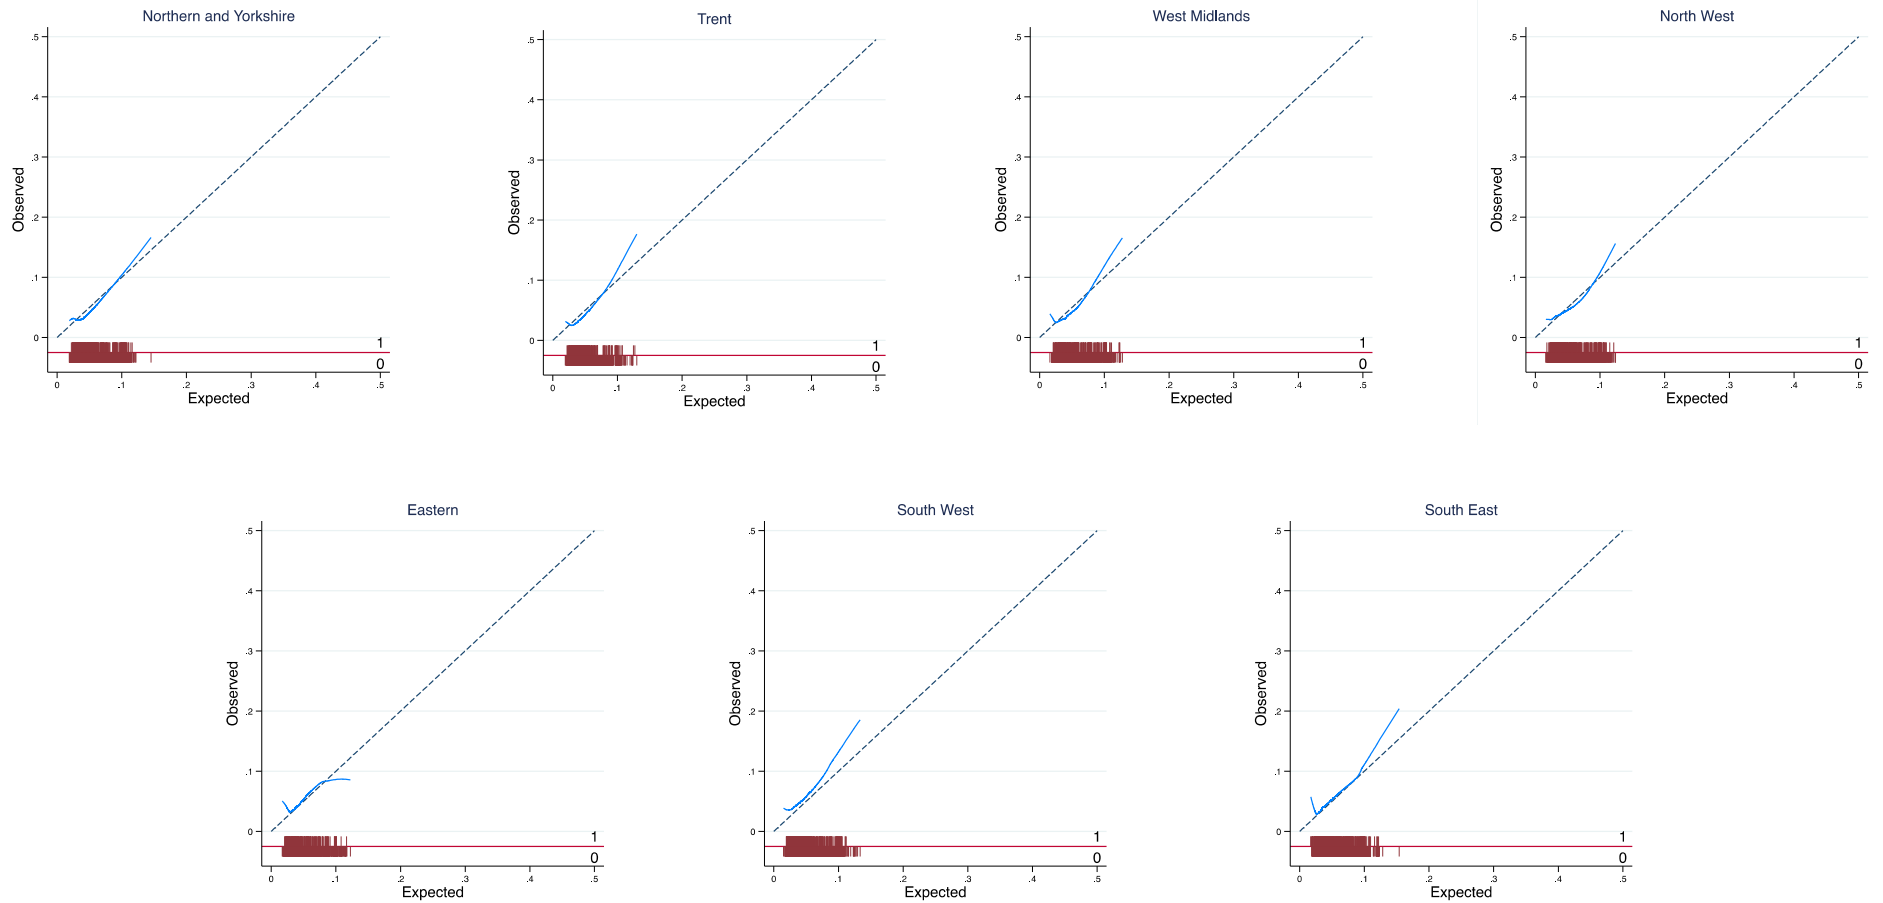 Northern and Yorkshire
.5
.4
.3
.2
.1
0
Observed
1
0
0 .1 .2 .3 .4 .5
Expected
Trent
.5
.4
.3
.2
.1
0
Observed
1
0
0 .1 .2 .3 .4 .5
Expected
West Midlands
.5
.4
.3
.2
.1
0
Observed
1
0
0 .1 .2 .3 .4 .5
Expected
North West
.5
.4
.3
.2
.1
0
Observed
1
0
0 .1 .2 .3 .4 .5
Expected
Eastern
.5
.4
.3
.2
.1
0
Observed
1
0
0 .1 .2 .3 .4 .5
Expected
South West
.5
.4
.3
.2
.1
0
Observed
1
0
0 .1 .2 .3 .4 .5
Expected
South East
.5
.4
.3
.2
.1
0
Observed
1
0
0 .1 .2 .3 .4 .5
Expected